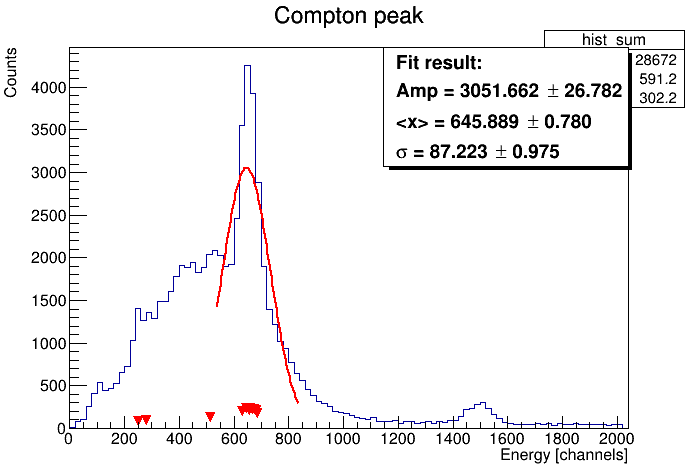 Compton peak
hist_sum
28672
591.2
302.2
Fit result:
Amp = 3051.662 ± 26.782
<x> = 645.889 ± 0.780
σ = 87.223 ± 0.975
Counts
4000
3500
3000
2500
2000
1500
1000
500
0
0 200 400 600 800 1000 1200 1400 1600 1800 2000
Energy [channels]